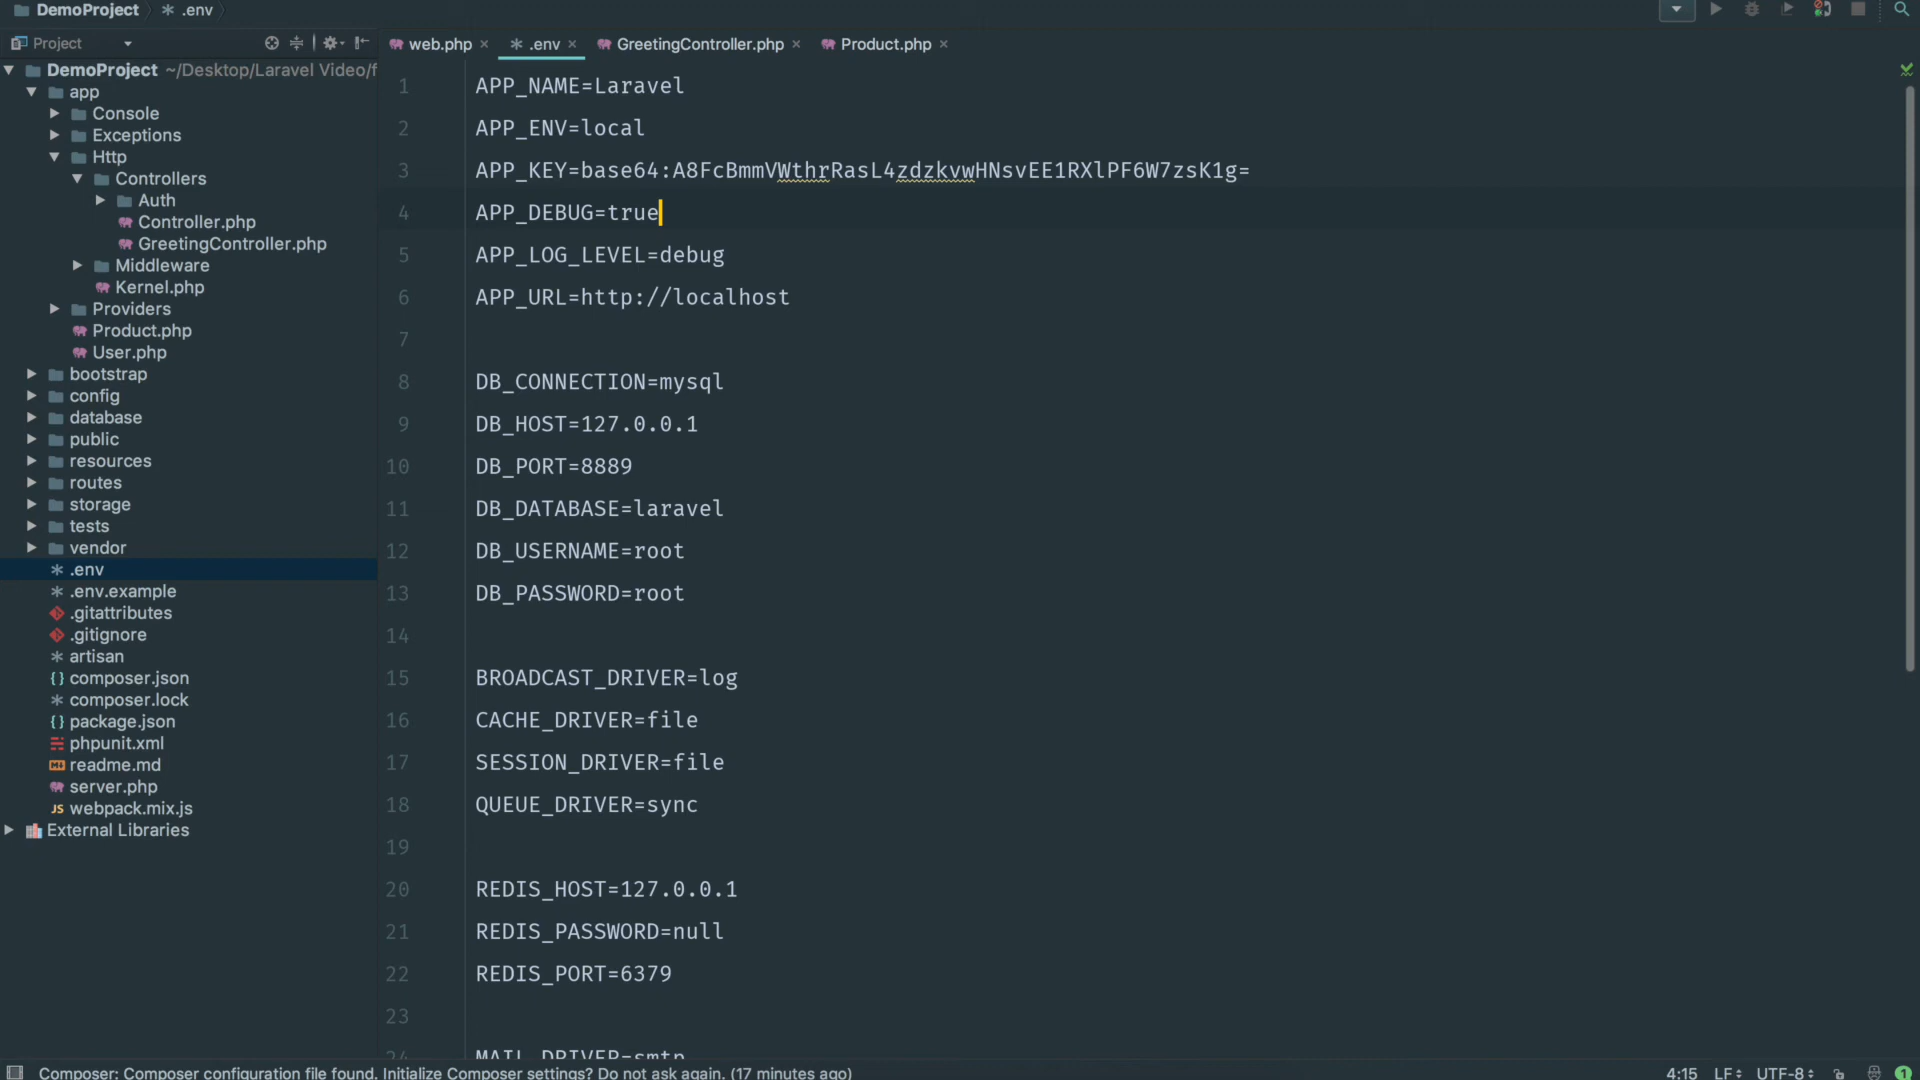 DemoProject
.env
Project
web.php
.env
GreetingController.php
Product.php
DemoProject ~/Desktop/Laravel Video/f
app
Console
Exceptions
Http
Controllers
Auth
Controller.php
GreetingController.php
Middleware
Kernel.php
Providers
Product.php
User.php
bootstrap
config
database
public
resources
routes
storage
tests
vendor
.env
.env.example
.gitattributes
.gitignore
artisan
composer.json
composer.lock
package.json
phpunit.xml
readme.md
server.php
JS webpack.mix.js
External Libraries
1 APP_NAME=Laravel
2 APP_ENV=local
3 APP_KEY=base64:A8FcBmmVWthrRasL4zdzkvwHNsvEE1RXlPF6W7zsK1g=
4 APP_DEBUG=true
5 APP_LOG_LEVEL=debug
6 APP_URL=http://localhost
7
8 DB_CONNECTION=mysql
9 DB_HOST=127.0.0.1
10 DB_PORT=8889
11 DB_DATABASE=laravel
12 DB_USERNAME=root
13 DB_PASSWORD=root
14
15 BROADCAST_DRIVER=log
16 CACHE_DRIVER=file
17 SESSION_DRIVER=file
18 QUEUE_DRIVER=sync
19
20 REDIS_HOST=127.0.0.1
21 REDIS_PASSWORD=null
22 REDIS_PORT=6379
23
24 MAIL_DRIVER=smtp
Composer: Composer configuration file found. Initialize Composer settings? Do not ask again. (17 minutes ago)
4:15 LF UTF-8 1